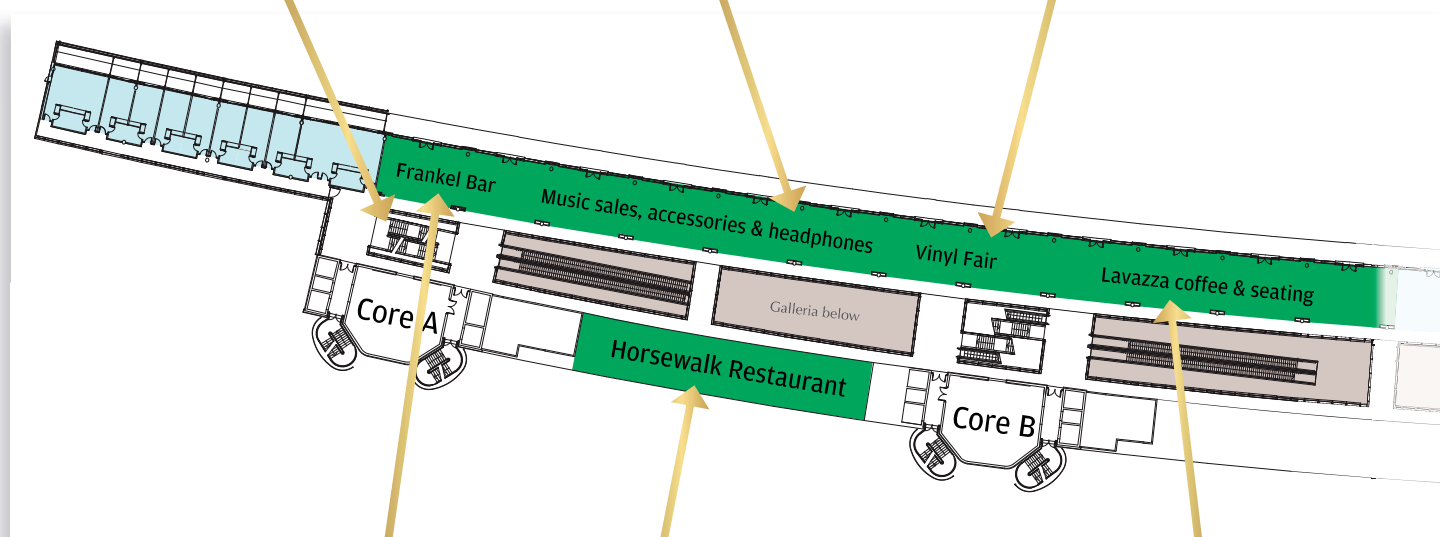 Frankel Bar
Music sales, accessories & headphones
Vinyl Fair
Lavazza coffee & seating
Galleria below
Core A
Horsewalk Restaurant
Core B